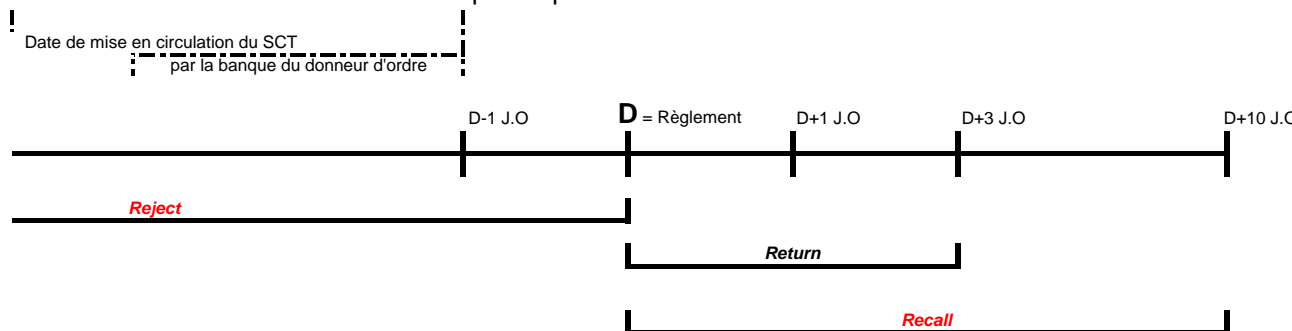 Date de mise en circulation du SCT
par la banque du donneur d'ordre
D-1 J.O
D = Règlement
D+1 J.O
D+3 J.O
D+10 J.O
Reject
Return
Recall